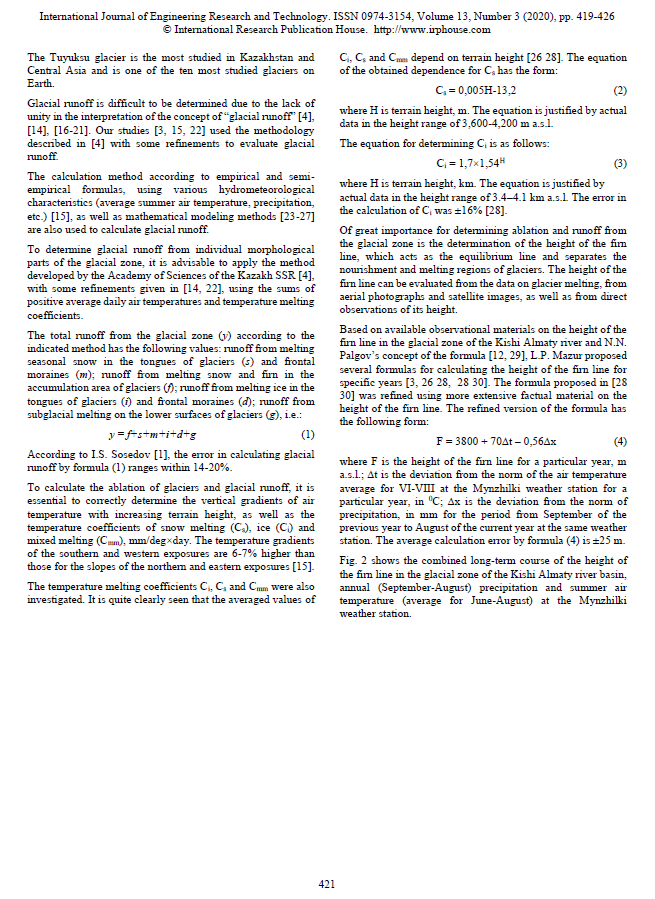 International Journal of Engineering Research and Technology. ISSN 0974-3154, Volume 13, Number 3 (2020), pp. 419-426
© International Research Publication House. http://www.irphouse.com
The Tuyuksu glacier is the most studied in Kazakhstan and
Central Asia and is one of the ten most studied glaciers on
Earth.
Glacial runoff is difficult to be determined due to the lack of
unity in the interpretation of the concept of “glacial runoff” [4],
[14], [16-21]. Our studies [3, 15, 22] used the methodology
described in [4] with some refinements to evaluate glacial
runoff.
The calculation method according to empirical and semi-
empirical formulas, using various hydrometeorological
characteristics (average summer air temperature, precipitation,
etc.) [15], as well as mathematical modeling methods [23-27]
are also used to calculate glacial runoff.
To determine glacial runoff from individual morphological
parts of the glacial zone, it is advisable to apply the method
developed by the Academy of Sciences of the Kazakh SSR [4],
with some refinements given in [14, 22], using the sums of
positive average daily air temperatures and temperature melting
coefficients.
The total runoff from the glacial zone (y) according to the
indicated method has the following values: runoff from melting
seasonal snow in the tongues of glaciers (s) and frontal
moraines (m); runoff from melting snow and firn in the
accumulation area of glaciers (f); runoff from melting ice in the
tongues of glaciers (i) and frontal moraines (d); runoff from
subglacial melting on the lower surfaces of glaciers (g), i.e.:
y =f+s+m+i+d+g (1)
According to I.S. Sosedov [1], the error in calculating glacial
runoff by formula (1) ranges within 14-20%.
To calculate the ablation of glaciers and glacial runoff, it is
essential to correctly determine the vertical gradients of air
temperature with increasing terrain height, as well as the
temperature coefficients of snow melting (Cs), ice (Ci) and
mixed melting (Cmm), mm/deg×day. The temperature gradients
of the southern and western exposures are 6-7% higher than
those for the slopes of the northern and eastern exposures [15].
The temperature melting coefficients Ci, Cs and Cmm were also
investigated. It is quite clearly seen that the averaged values of
Ci, Cs and Cmm depend on terrain height [26 28]. The equation
of the obtained dependence for Cs has the form:
Cs = 0,005H-13,2 (2)
where H is terrain height, m. The equation is justified by actual
data in the height range of 3,600-4,200 m a.s.l.
The equation for determining Ci is as follows:
Ci = 1,7×1,54ᴴ (3)
where H is terrain height, km. The equation is justified by
actual data in the height range of 3.4–4.1 km a.s.l. The error in
the calculation of Ci was ±16% [28].
Of great importance for determining ablation and runoff from
the glacial zone is the determination of the height of the firn
line, which acts as the equilibrium line and separates the
nourishment and melting regions of glaciers. The height of the
firn line can be evaluated from the data on glacier melting, from
aerial photographs and satellite images, as well as from direct
observations of its height.
Based on available observational materials on the height of the
firn line in the glacial zone of the Kishi Almaty river and N.N.
Palgov’s concept of the formula [12, 29], L.P. Mazur proposed
several formulas for calculating the height of the firn line for
specific years [3, 26 28, 28 30]. The formula proposed in [28
30] was refined using more extensive factual material on the
height of the firn line. The refined version of the formula has
the following form:
F = 3800 + 70Δt – 0,56Δx (4)
where F is the height of the firn line for a particular year, m
a.s.l.; Δt is the deviation from the norm of the air temperature
average for VI-VIII at the Mynzhilki weather station for a
particular year, in ⁰C; Δx is the deviation from the norm of
precipitation, in mm for the period from September of the
previous year to August of the current year at the same weather
station. The average calculation error by formula (4) is ±25 m.
Fig. 2 shows the combined long-term course of the height of
the firn line in the glacial zone of the Kishi Almaty river basin,
annual (September-August) precipitation and summer air
temperature (average for June-August) at the Mynzhilki
weather station.
421